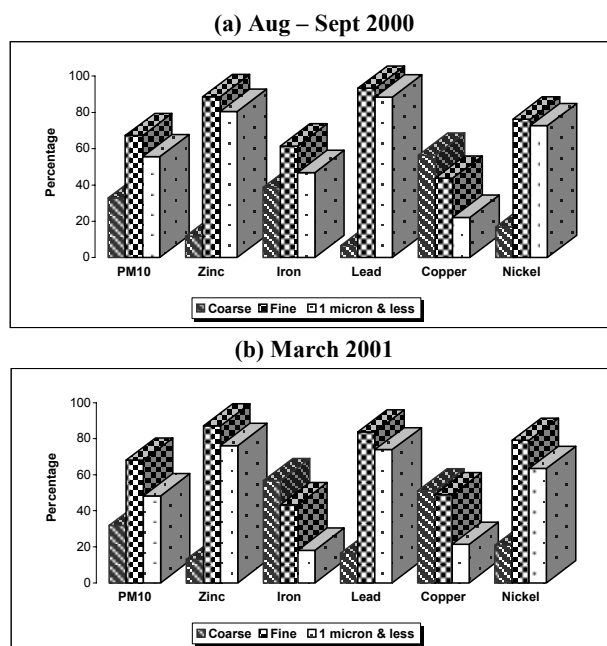 (a) Aug – Sept 2000
100
80
60
40
20
0
Percentage
PM10 Zinc Iron Lead Copper Nickel
Coarse Fine 1 micron & less
(b) March 2001
100
80
60
40
20
0
Percentage
PM10 Zinc Iron Lead Copper Nickel
Coarse Fine 1 micron & less